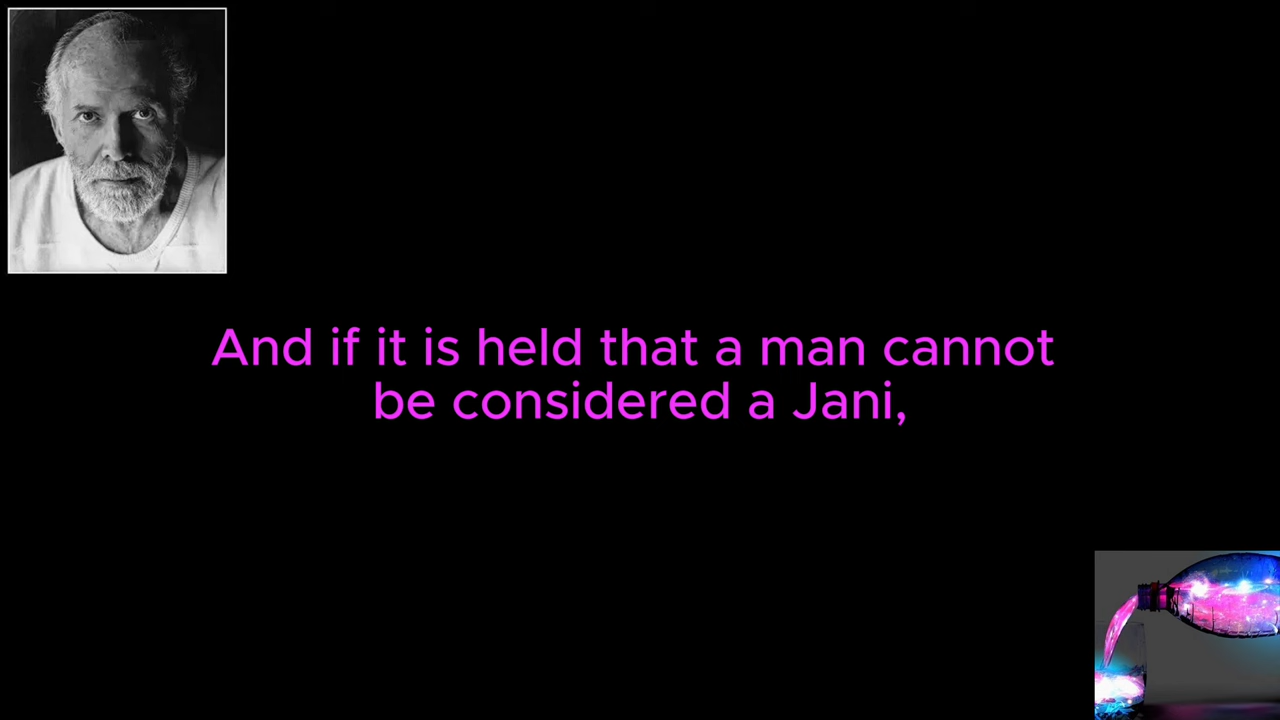 And if it is held that a man cannot
be considered a Jani,